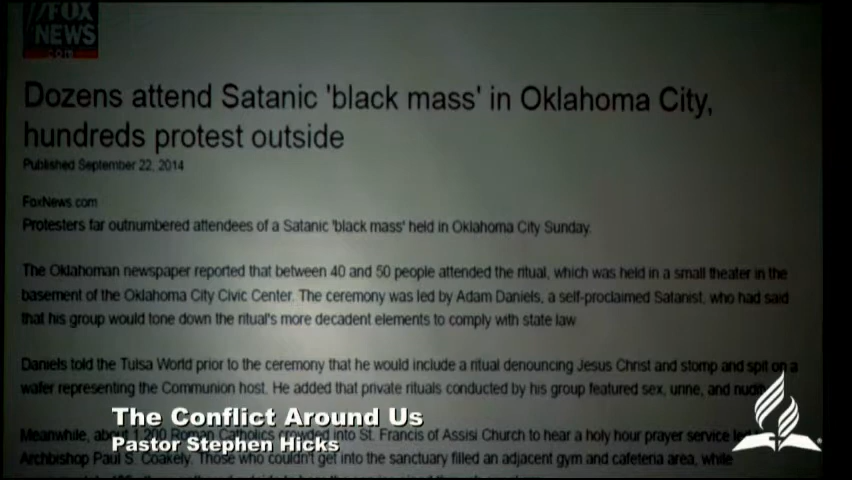 FOX
NEWS
.com
Dozens attend Satanic 'black mass' in Oklahoma City,
hundreds protest outside
Published September 22, 2014
FoxNews.com
Protesters far outnumbered attendees of a Satanic 'black mass' held in Oklahoma City Sunday.
The Oklahoman newspaper reported that between 40 and 50 people attended the ritual, which was held in a small theater in the
basement of the Oklahoma City Civic Center. The ceremony was led by Adam Daniels, a self-proclaimed Satanist, who had said
that his group would tone down the ritual's more decadent elements to comply with state law
Daniels told the Tulsa World prior to the ceremony that he would include a ritual denouncing Jesus Christ and stomp and spit on a
wafer representing the Communion host. He added that private rituals conducted by his group featured sex, urine, and
Meanwhile, about 1,200 Roman Catholics crowded into St. Francis of Assisi Church to hear a holy hour prayer service
Archbishop Paul S. Coakely. Those who couldn't get into the sanctuary filled an adjacent gym and cafeteria area, while
The Conflict Around Us
Pastor Stephen Hicks